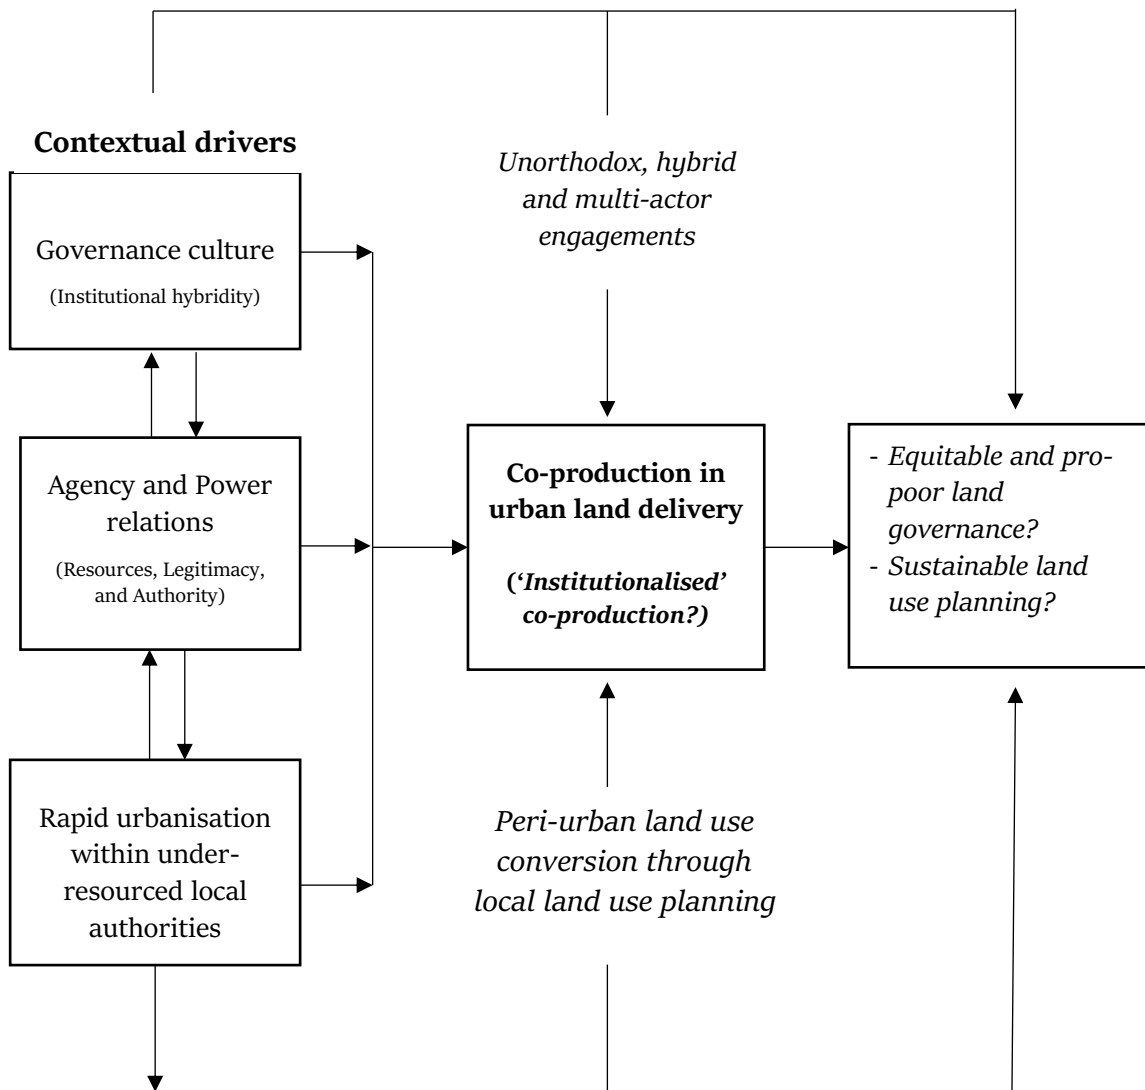 Contextual drivers
Governance culture
(Institutional hybridity)
Agency and Power
relations
(Resources, Legitimacy,
and Authority)
Rapid urbanisation
within under-
resourced local
authorities
Unorthodox, hybrid
and multi-actor
engagements
Co-production in
urban land delivery
(‘Institutionalised’
co-production?)
Peri-urban land use
conversion through
local land use planning
- Equitable and pro-
poor land
governance?
- Sustainable land
use planning?